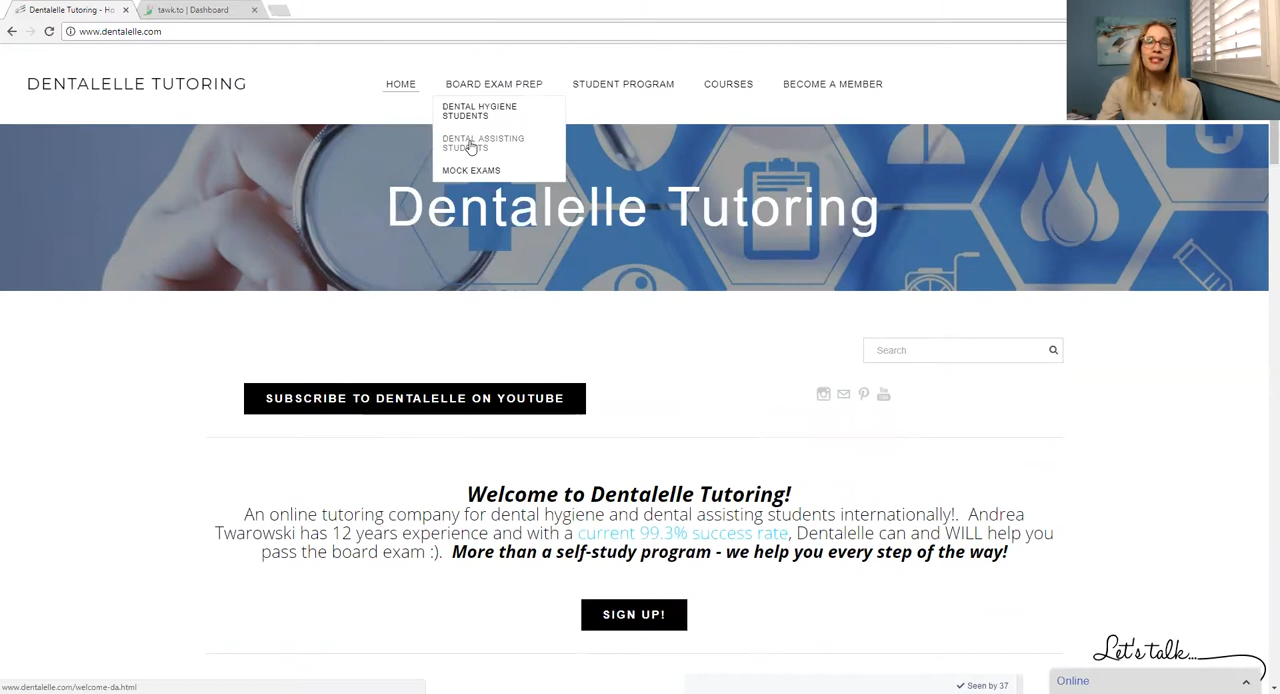 Dentalelle Tutoring - Ho
tawk.to | Dashboard
www.dentalelle.com
DENTALELLE TUTORING
HOME
BOARD EXAM PREP
STUDENT PROGRAM
COURSES
BECOME A MEMBER
DENTAL HYGIENE
STUDENTS
DENTAL ASSISTING
STUDENTS
MOCK EXAMS
Dentalelle Tutoring
Search
SUBSCRIBE TO DENTALELLE ON YOUTUBE
You
Tube
Welcome to Dentalelle Tutoring!
An online tutoring company for dental hygiene and dental assisting students internationally!. Andrea
Twarowski has 12 years experience and with a current 99.3% success rate, Dentalelle can and WILL help you
pass the board exam :). More than a self-study program - we help you every step of the way!
SIGN UP!
Let's talk...
Online
www.dentalelle.com/welcome-da.html
Seen by 37